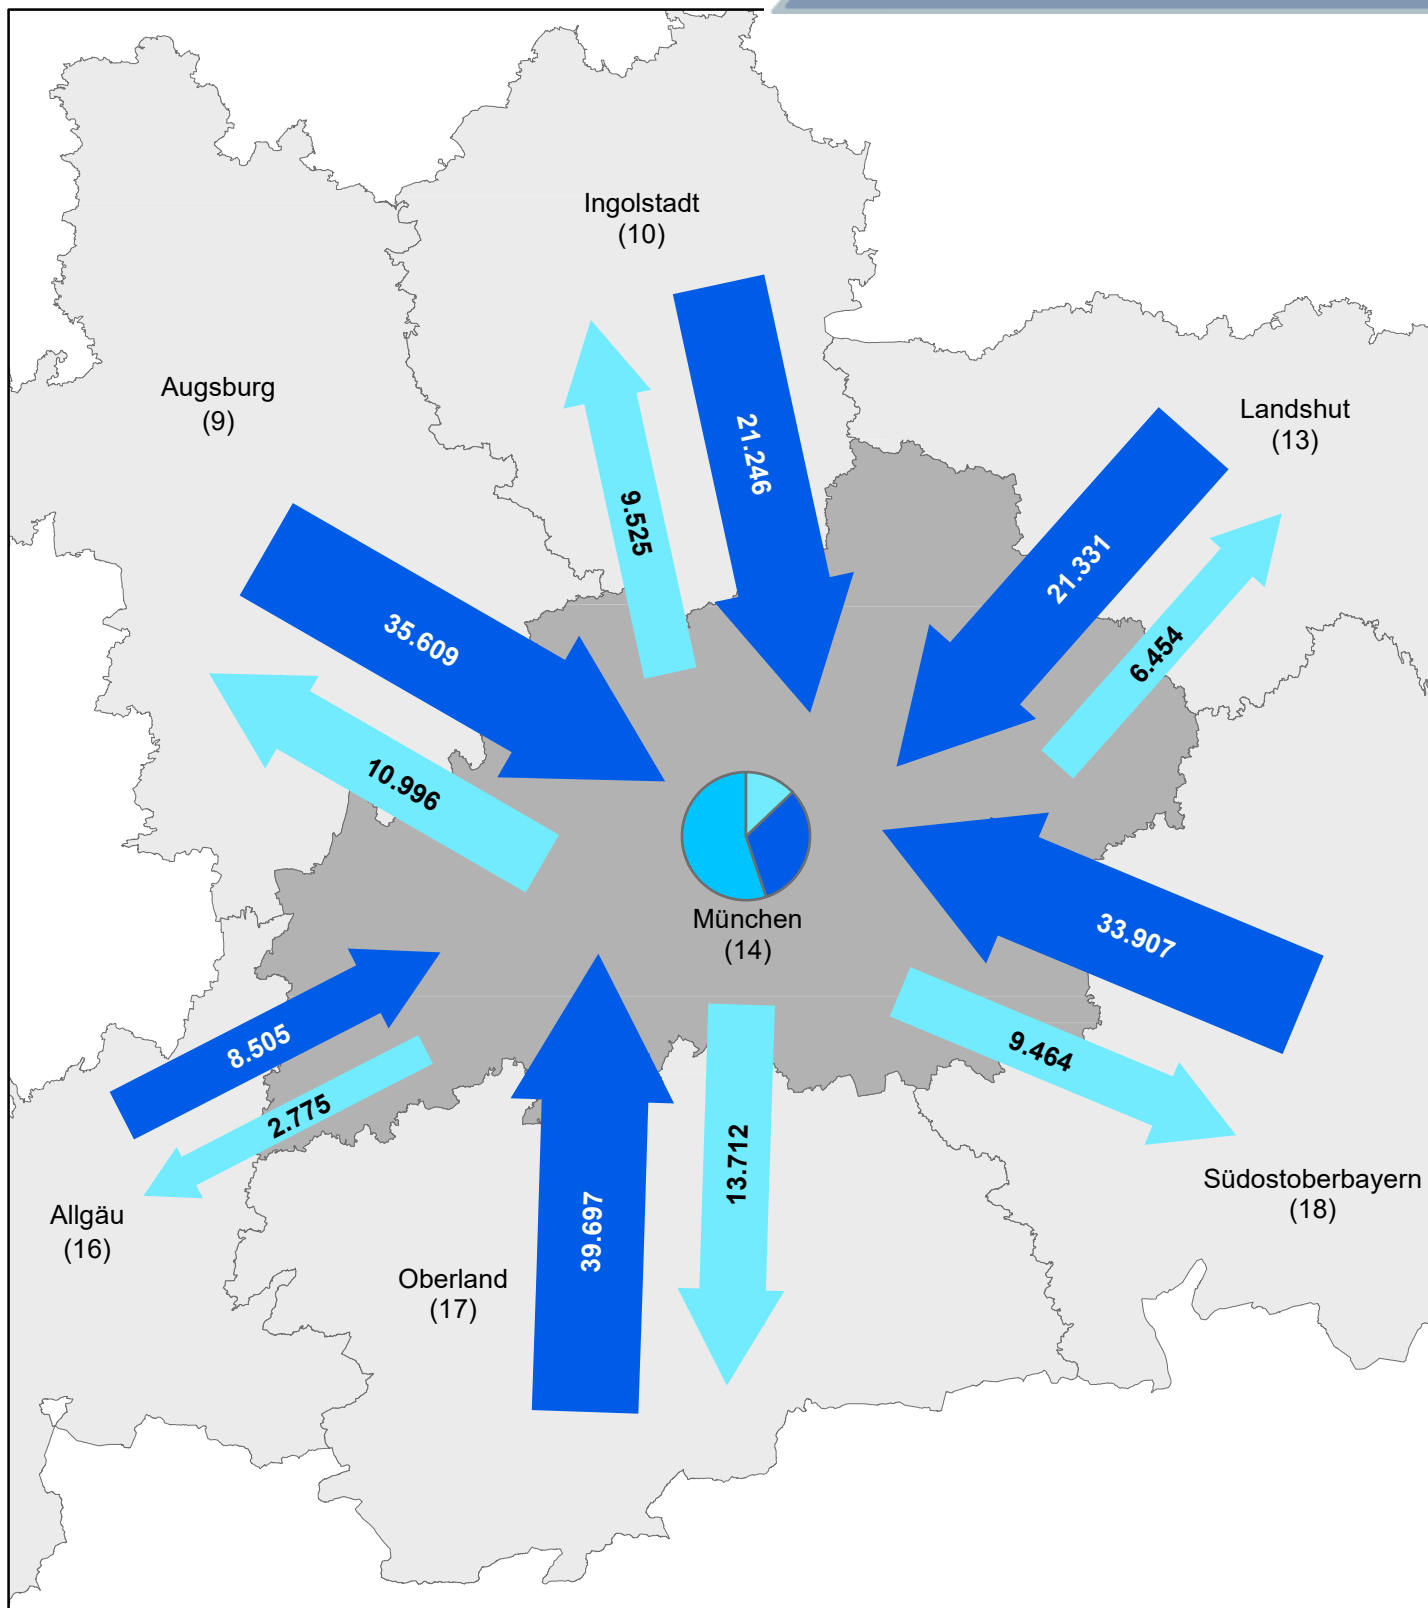 Ingolstadt
(10)
Augsburg
(9)
Landshut
(13)
21.246
9.525
21.331
35.609
6.454
10.996
München
(14)
33.907
8.505
9.464
2.775
13.712
Südostoberbayern
(18)
Allgäu
(16)
39.697
Oberland
(17)